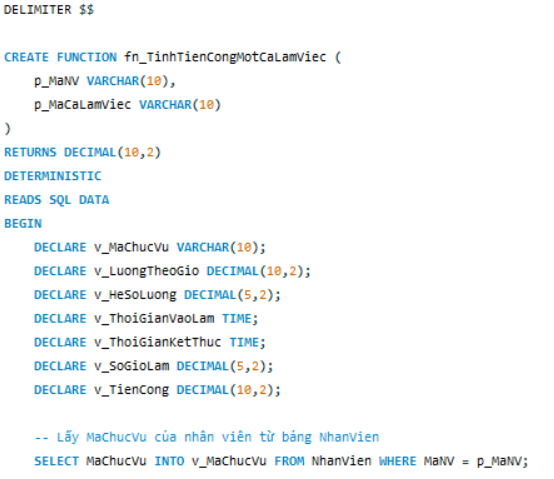 DELIMITER $$
CREATE FUNCTION fn_TinhTienCongMotCaLamViec (
p_MaNV VARCHAR(10),
p_MaCaLamViec VARCHAR(10)
)
RETURNS DECIMAL(10,2)
DETERMINISTIC
READS SQL DATA
BEGIN
DECLARE v_MaChucVu VARCHAR(10);
DECLARE v_LuongTheoGio DECIMAL(10,2);
DECLARE v_HeSoLuong DECIMAL(5,2);
DECLARE v_ThoiGianVaoLam TIME;
DECLARE v_ThoiGianKetThuc TIME;
DECLARE v_SoGioLam DECIMAL(5,2);
DECLARE v_TienCong DECIMAL(10,2);
-- Lấy MaChucVu của nhân viên từ bảng NhanVien
SELECT MaChucVu INTO v_MaChucVu FROM NhanVien WHERE MaNV = p_MaNV;